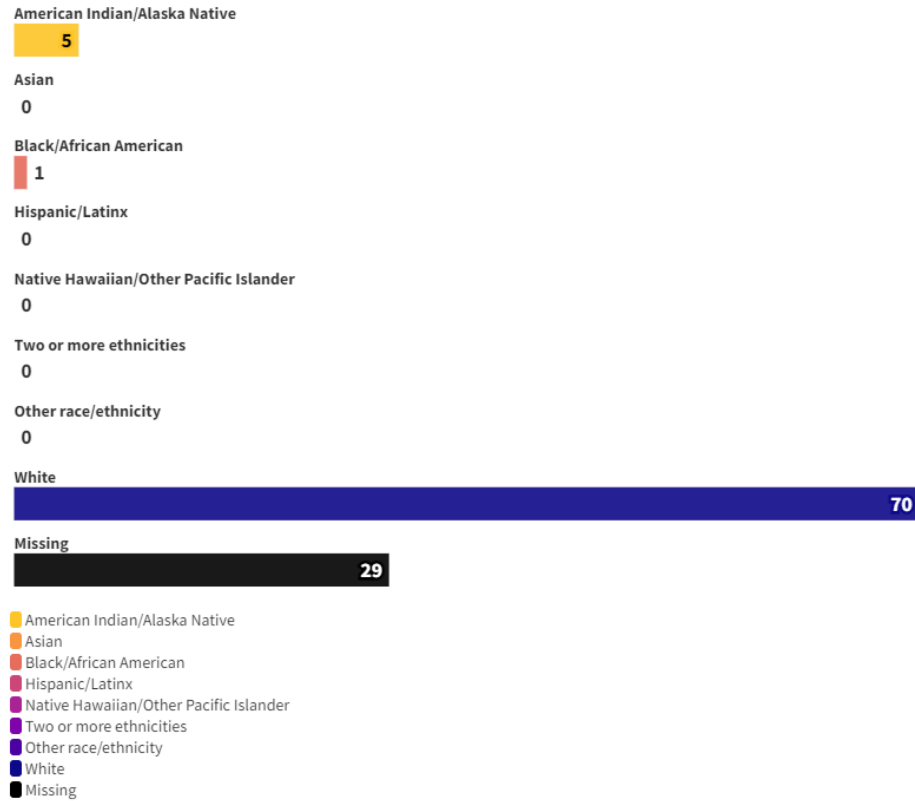 American Indian/Alaska Native
5
Asian
0
Black/African American
1
Hispanic/Latinx
0
Native Hawaiian/Other Pacific Islander
0
Two or more ethnicities
0
Other race/ethnicity
0
White
70
Missing
29
American Indian/Alaska Native
Asian
Black/African American
Hispanic/Latinx
Native Hawaiian/Other Pacific Islander
Two or more ethnicities
Other race/ethnicity
White
Missing